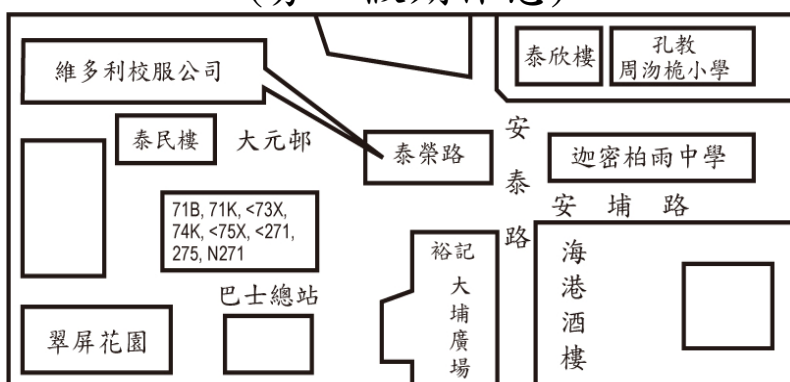 維多利校服公司
泰欣樓
孔教
周汤桅小學
泰民樓
大元邨
泰榮路
安泰路
迦密柏雨中學
安埔路
71B, 71K, <73X,
74K, <75X, <271,
275, N271
巴士總站
裕記
大埔廣場
海港酒樓
翠屏花園